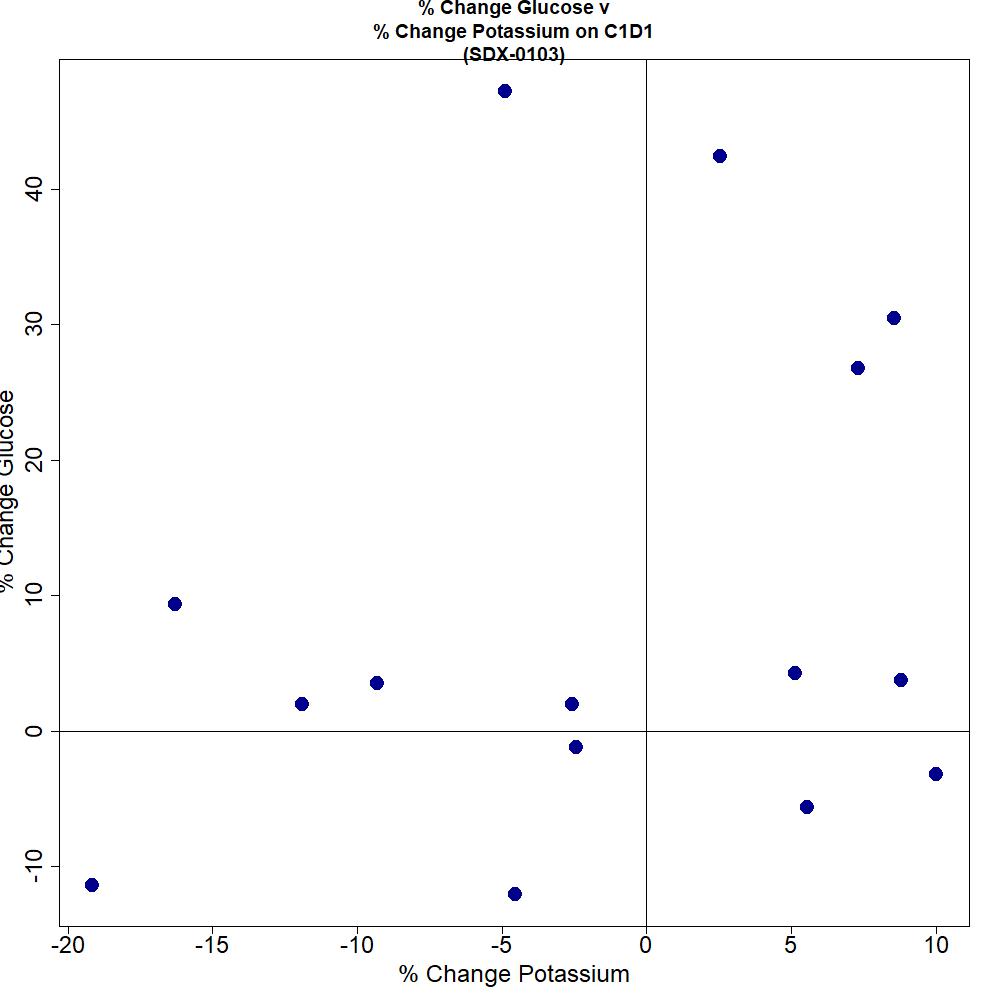 % Change Glucose v
% Change Potassium on C1D1
(SDX-0103)
% Change Glucose
40
30
20
10
0
-10
-20
-15
-10
-5
0
5
10
% Change Potassium